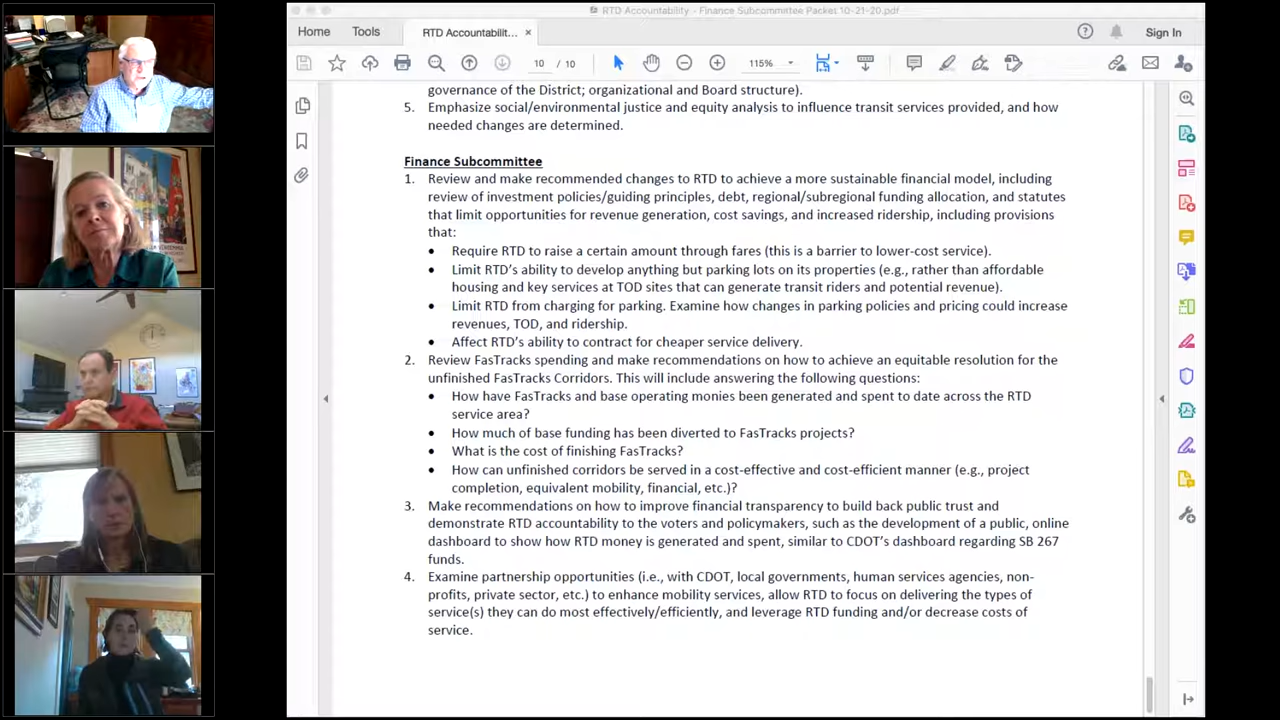 RTD Accountability - Finance Subcommittee Packet 10-21-20.pdf
Home Tools RTD Accountabilit... × Sign In
10 / 10 115%
governance of the District; organizational and Board structure).
5. Emphasize social/environmental justice and equity analysis to influence transit services provided, and how
needed changes are determined.
Finance Subcommittee
1. Review and make recommended changes to RTD to achieve a more sustainable financial model, including
review of investment policies/guiding principles, debt, regional/subregional funding allocation, and statutes
that limit opportunities for revenue generation, cost savings, and increased ridership, including provisions
that:
• Require RTD to raise a certain amount through fares (this is a barrier to lower-cost service).
• Limit RTD's ability to develop anything but parking lots on its properties (e.g., rather than affordable
housing and key services at TOD sites that can generate transit riders and potential revenue).
• Limit RTD from charging for parking. Examine how changes in parking policies and pricing could increase
revenues, TOD, and ridership.
• Affect RTD's ability to contract for cheaper service delivery.
2. Review FasTracks spending and make recommendations on how to achieve an equitable resolution for the
unfinished FasTracks Corridors. This will include answering the following questions:
• How have FasTracks and base operating monies been generated and spent to date across the RTD
service area?
• How much of base funding has been diverted to FasTracks projects?
• What is the cost of finishing FasTracks?
• How can unfinished corridors be served in a cost-effective and cost-efficient manner (e.g., project
completion, equivalent mobility, financial, etc.)?
3. Make recommendations on how to improve financial transparency to build back public trust and
demonstrate RTD accountability to the voters and policymakers, such as the development of a public, online
dashboard to show how RTD money is generated and spent, similar to CDOT's dashboard regarding SB 267
funds.
4. Examine partnership opportunities (i.e., with CDOT, local governments, human services agencies, non-
profits, private sector, etc.) to enhance mobility services, allow RTD to focus on delivering the types of
service(s) they can do most effectively/efficiently, and leverage RTD funding and/or decrease costs of
service.